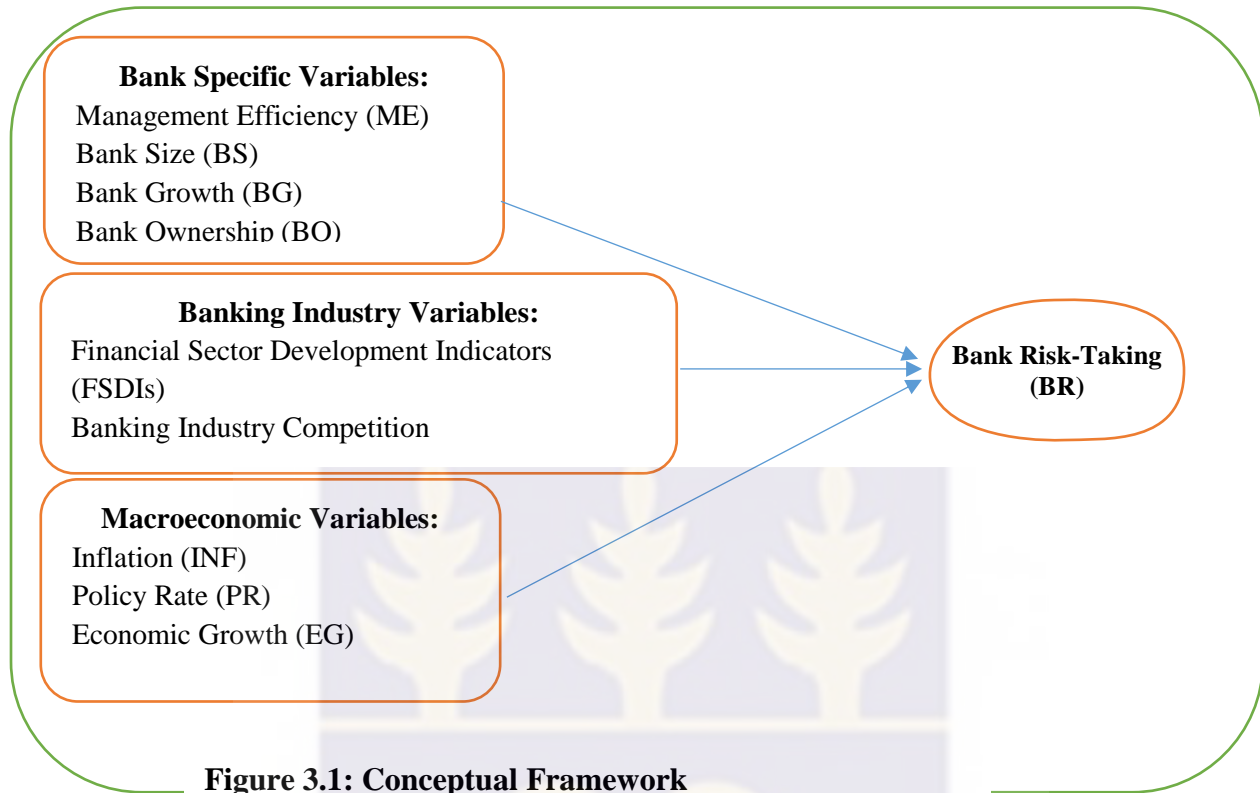 Bank Specific Variables:
Management Efficiency (ME)
Bank Size (BS)
Bank Growth (BG)
Bank Ownership (BO)
Banking Industry Variables:
Financial Sector Development Indicators
(FSDIs)
Banking Industry Competition
Macroeconomic Variables:
Inflation (INF)
Policy Rate (PR)
Economic Growth (EG)
Bank Risk-Taking
(BR)
Figure 3.1: Conceptual Framework